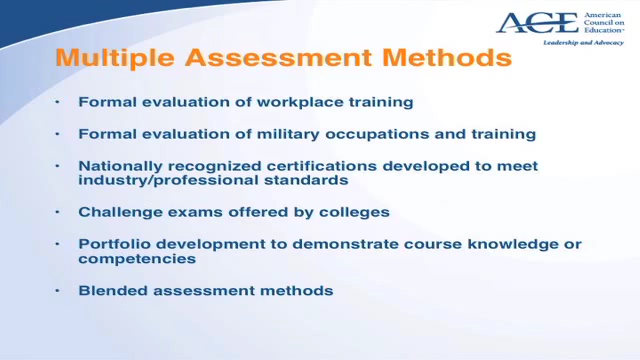 ACE
American
Council on
Education™
Leadership and Advocacy
Multiple Assessment Methods
• Formal evaluation of workplace training
• Formal evaluation of military occupations and training
• Nationally recognized certifications developed to meet
industry/professional standards
• Challenge exams offered by colleges
• Portfolio development to demonstrate course knowledge or
competencies
• Blended assessment methods